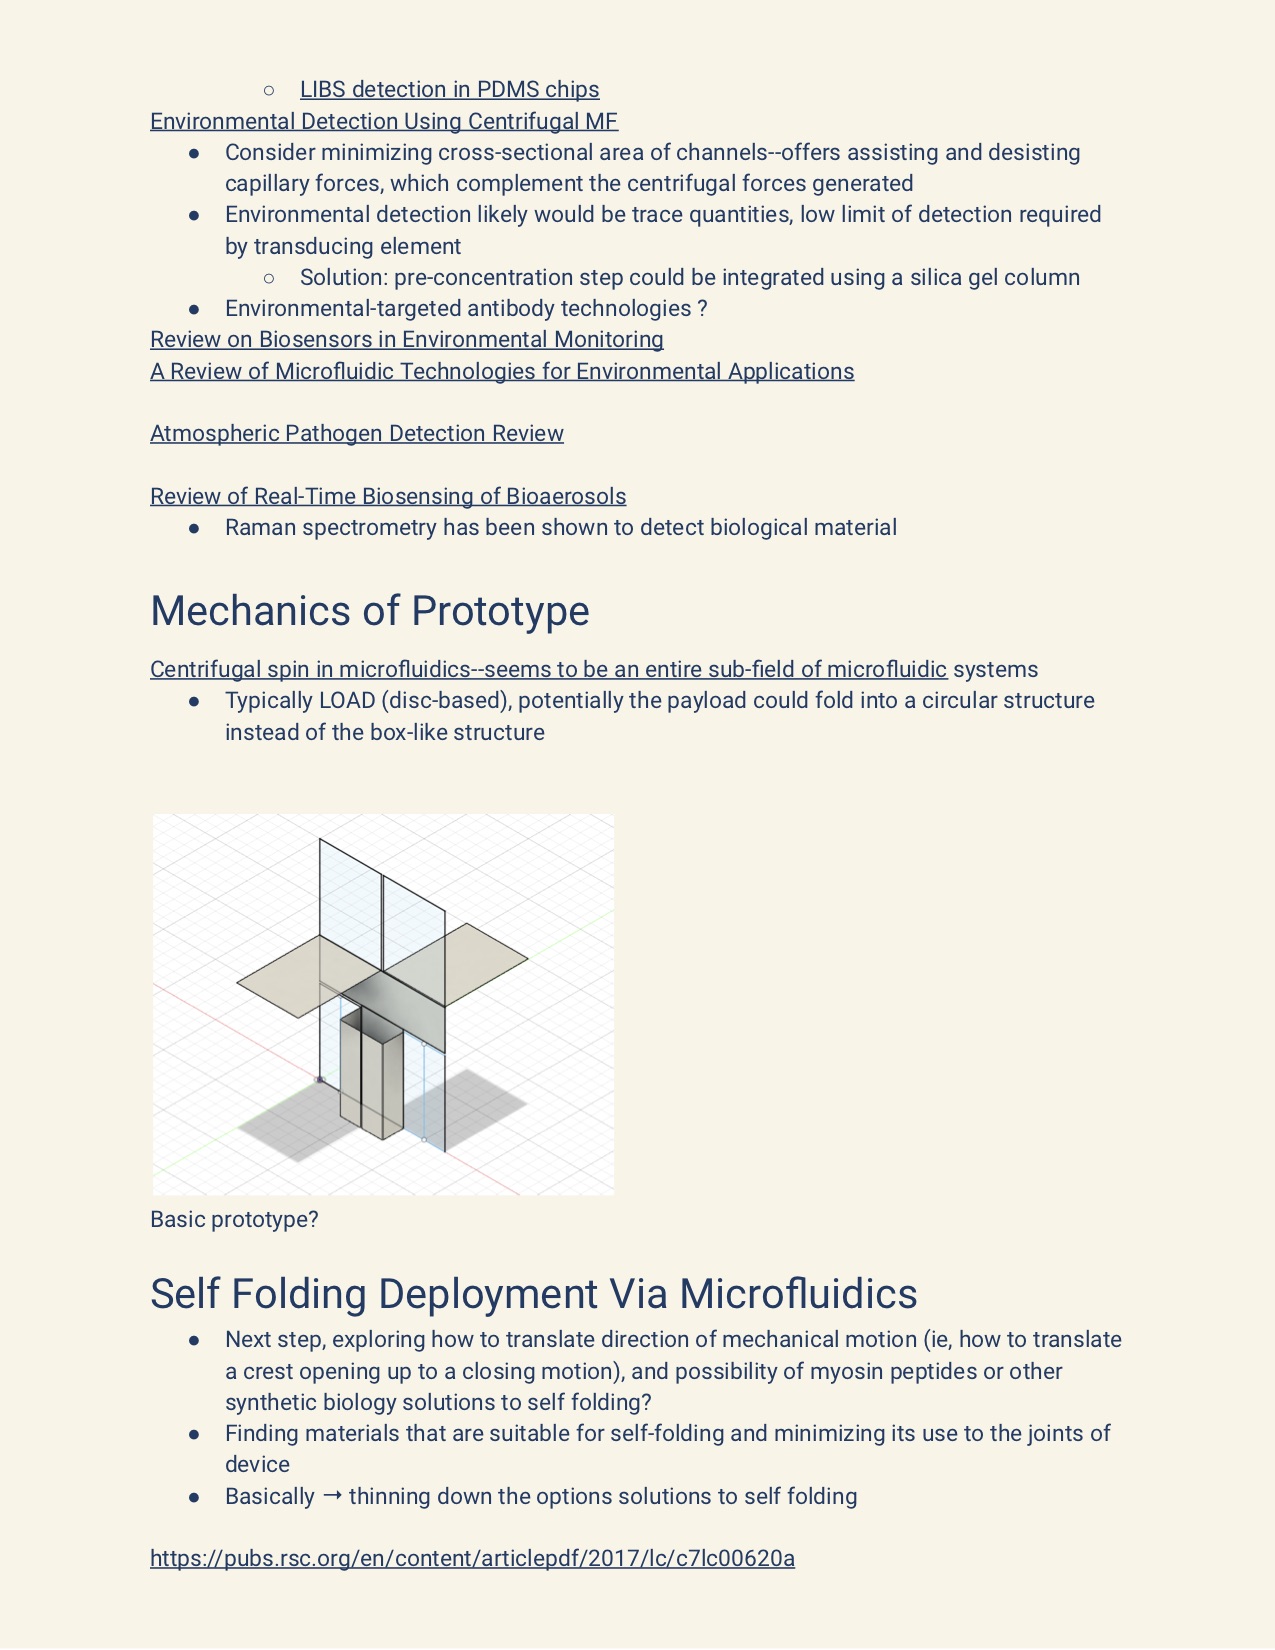 ○ LIBS detection in PDMS chips
Environmental Detection Using Centrifugal MF
● Consider minimizing cross-sectional area of channels--offers assisting and desisting
capillary forces, which complement the centrifugal forces generated
● Environmental detection likely would be trace quantities, low limit of detection required
by transducing element
○ Solution: pre-concentration step could be integrated using a silica gel column
● Environmental-targeted antibody technologies ?
Review on Biosensors in Environmental Monitoring
A Review of Microfluidic Technologies for Environmental Applications
Atmospheric Pathogen Detection Review
Review of Real-Time Biosensing of Bioaerosols
● Raman spectrometry has been shown to detect biological material
Mechanics of Prototype
Centrifugal spin in microfluidics--seems to be an entire sub-field of microfluidic systems
● Typically LOAD (disc-based), potentially the payload could fold into a circular structure
instead of the box-like structure
Basic prototype?
Self Folding Deployment Via Microfluidics
● Next step, exploring how to translate direction of mechanical motion (ie, how to translate
a crest opening up to a closing motion), and possibility of myosin peptides or other
synthetic biology solutions to self folding?
● Finding materials that are suitable for self-folding and minimizing its use to the joints of
device
● Basically → thinning down the options solutions to self folding
https://pubs.rsc.org/en/content/articlepdf/2017/lc/c7lc00620a